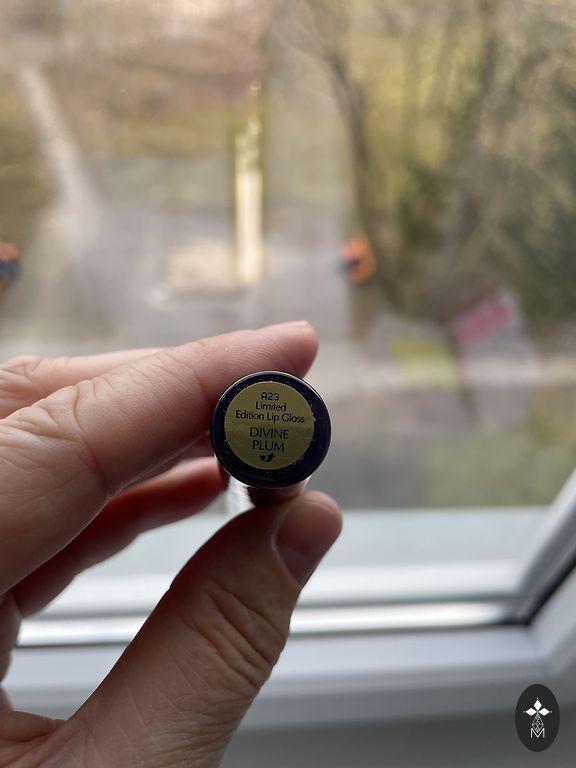 A23
Limited
Edition Lip Gloss
DIVINE
PLUM
M